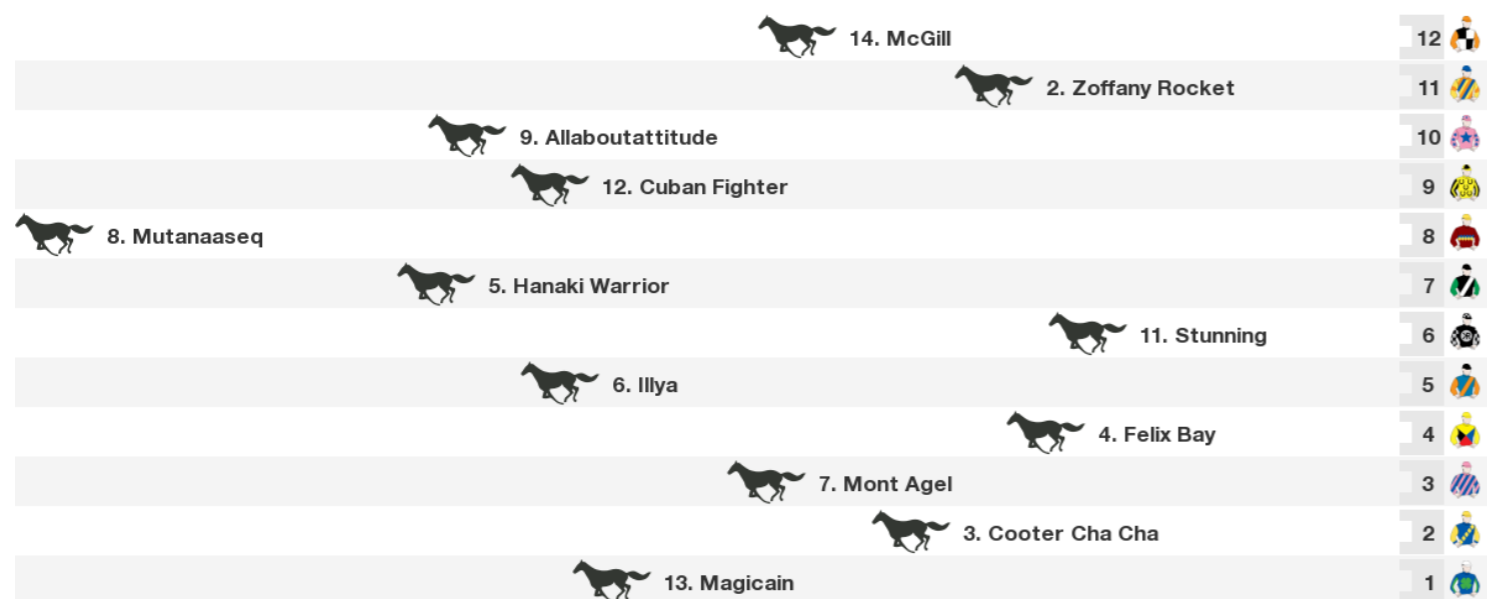 14. McGill 12
2. Zoffany Rocket 11
9. Allaboutattitude 10
12. Cuban Fighter 9
8. Mutanaaseq 8
5. Hanaki Warrior 7
11. Stunning 6
6. Illya 5
4. Felix Bay 4
7. Mont Agel 3
3. Cooter Cha Cha 2
13. Magicain 1